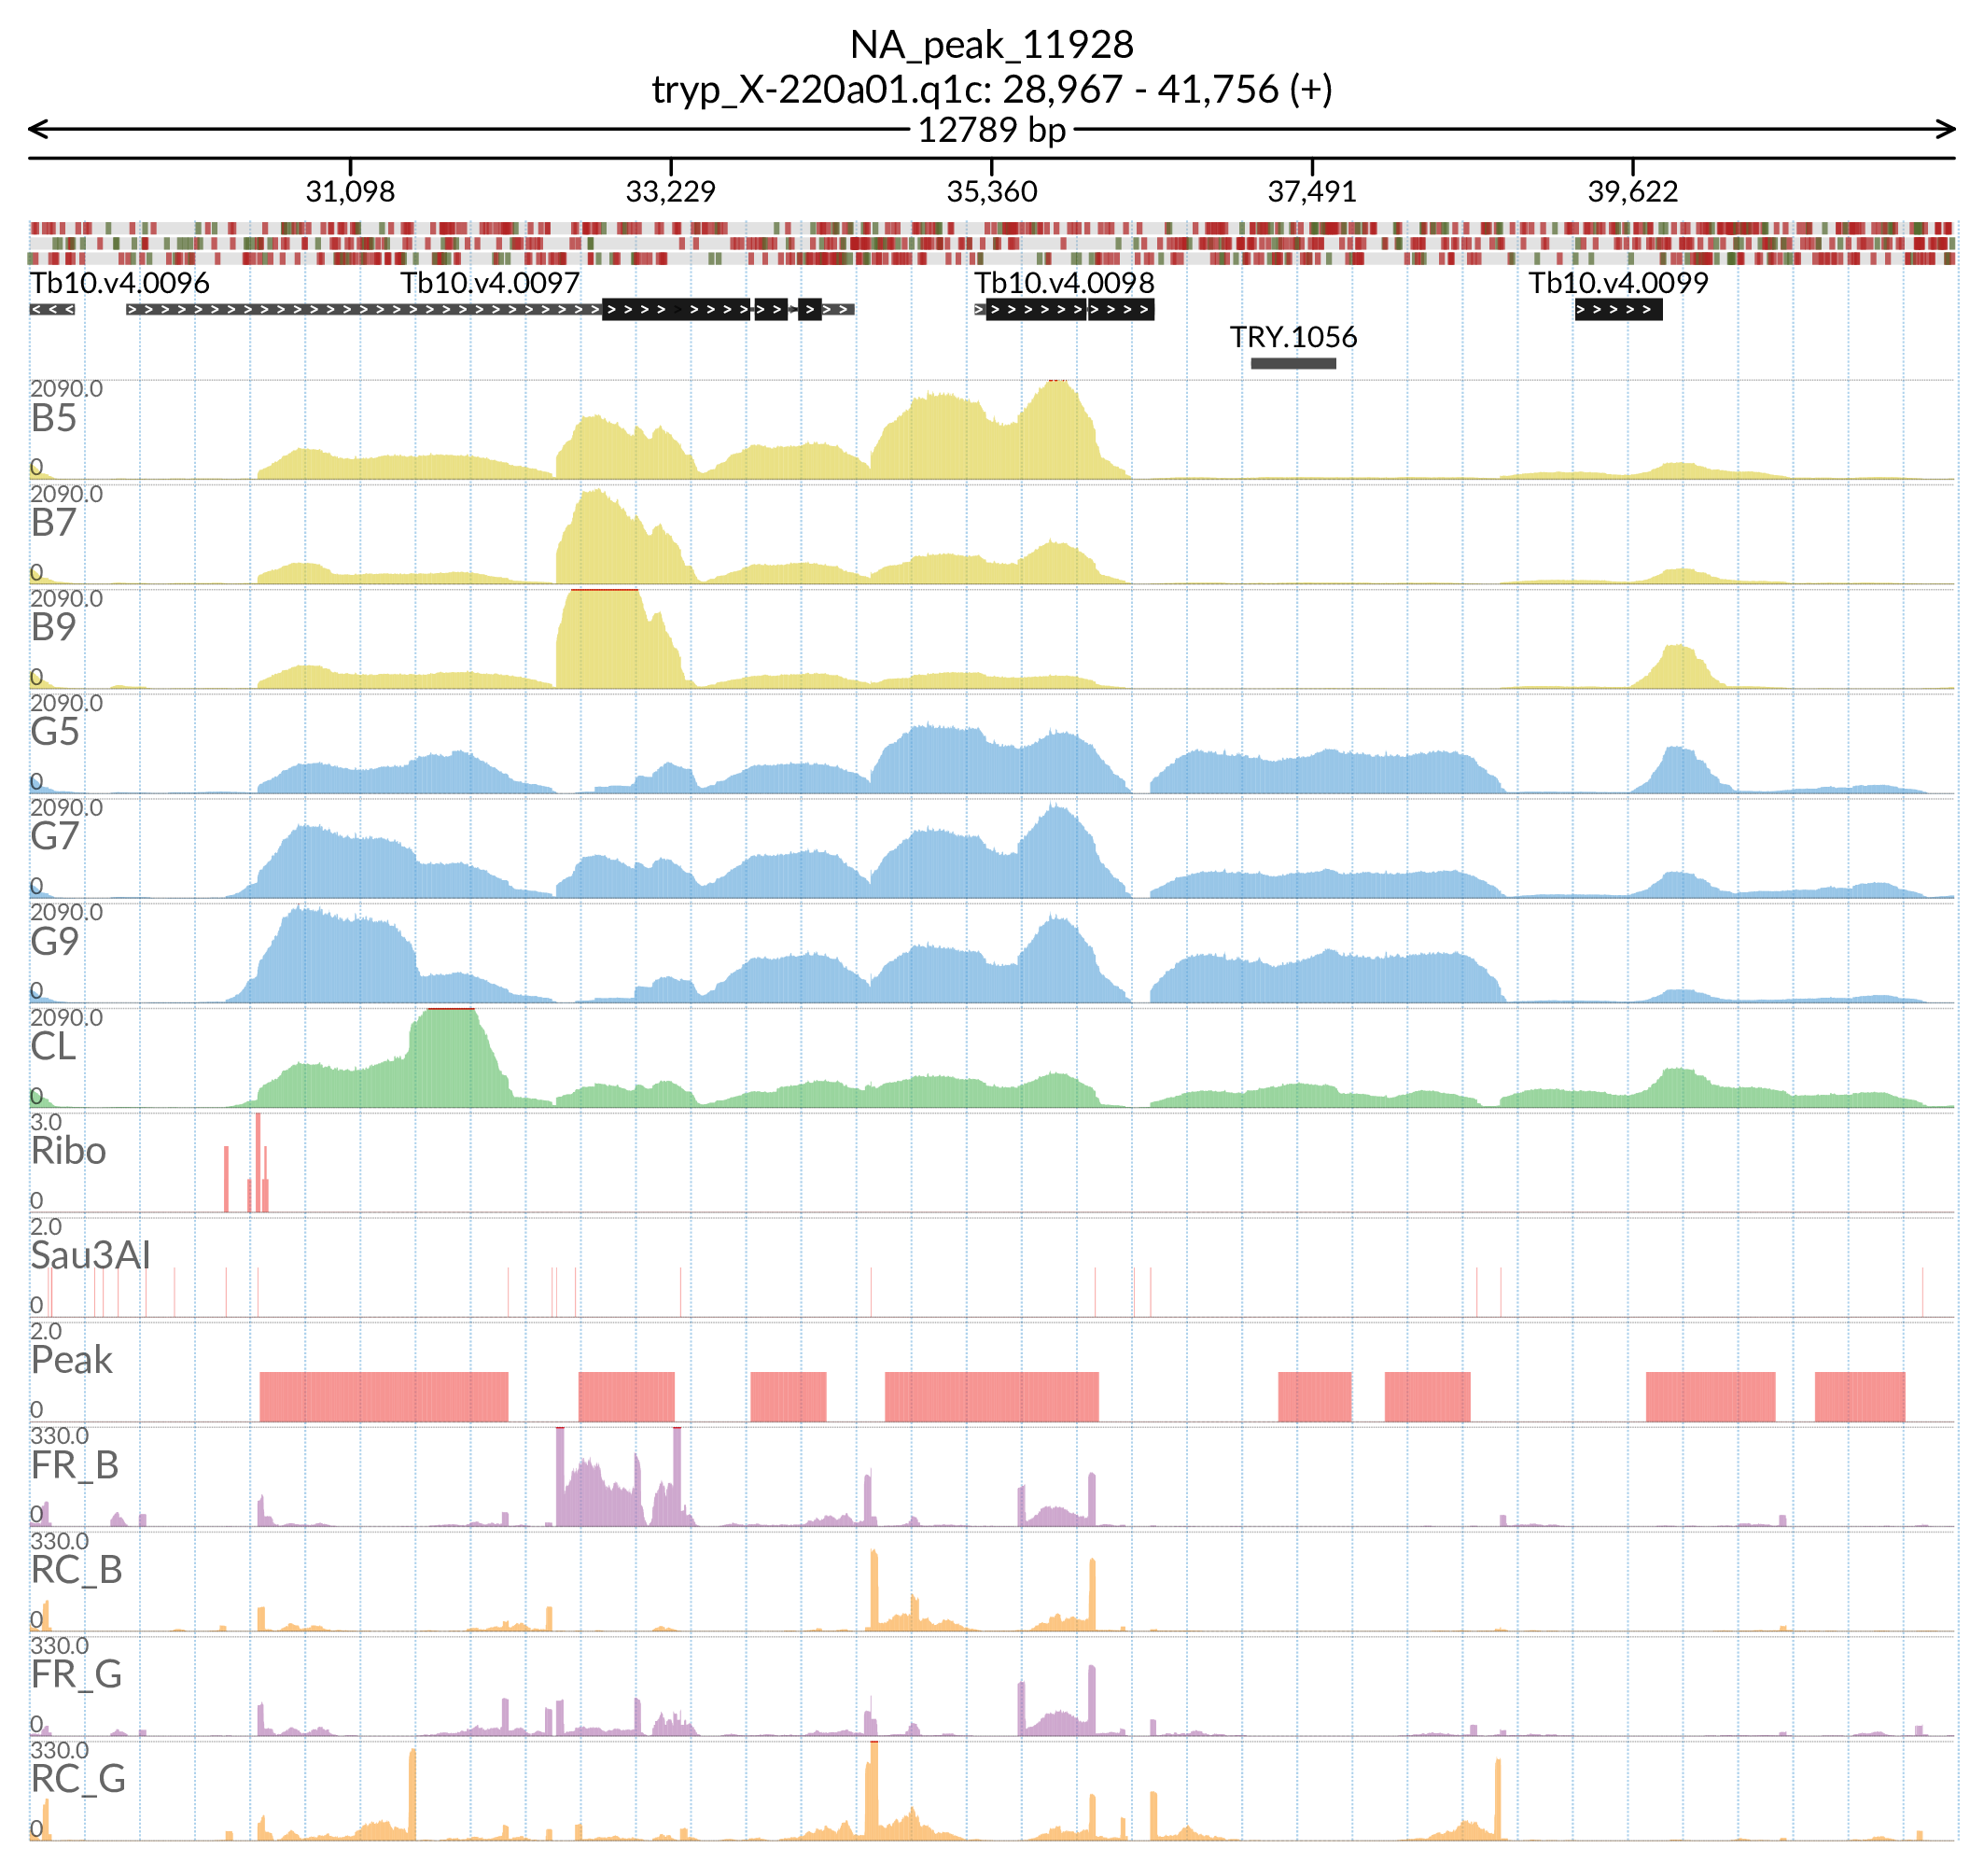 NA_peak_11928
tryp_X-220a01.q1c: 28,967 - 41,756 (+)
12789 bp
31,098 33,229 35,360 37,491 39,622
Tb10.v4.0096 Tb10.v4.0097 Tb10.v4.0098 Tb10.v4.0099
TRY.1056
2090.0
B5
0
2090.0
B7
0
2090.0
B9
0
2090.0
G5
0
2090.0
G7
0
2090.0
G9
0
2090.0
CL
0
3.0
Ribo
0
2.0
Sau3AI
0
2.0
Peak
0
330.0
FR_B
0
330.0
RC_B
0
330.0
FR_G
0
330.0
RC_G
0